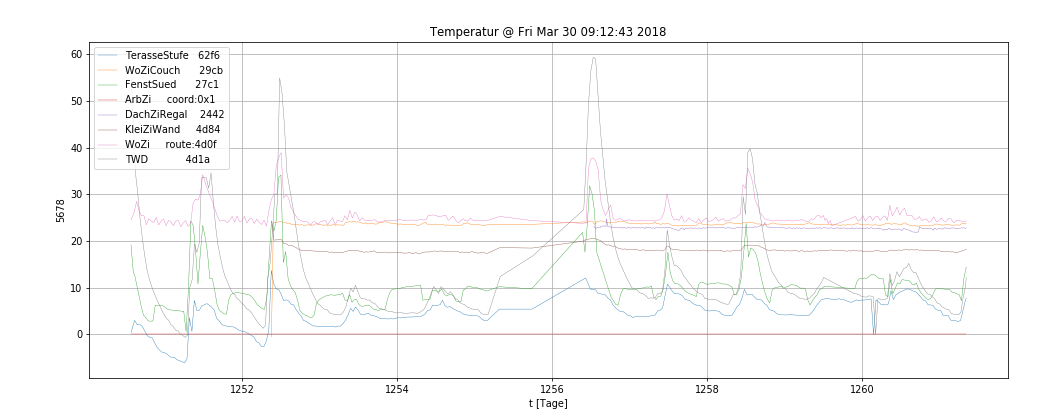 Temperatur @ Fri Mar 30 09:12:43 2018
TerasseStufe 62f6
WoZiCouch 29cb
FenstSued 27c1
ArbZi coord:0x1
DachZiRegal 2442
KleiZiWand 4d84
WoZi route:4d0f
TWD 4d1a
60
50
40
30
20
10
0
5678
1252 1254 1256 1258 1260
t [Tage]